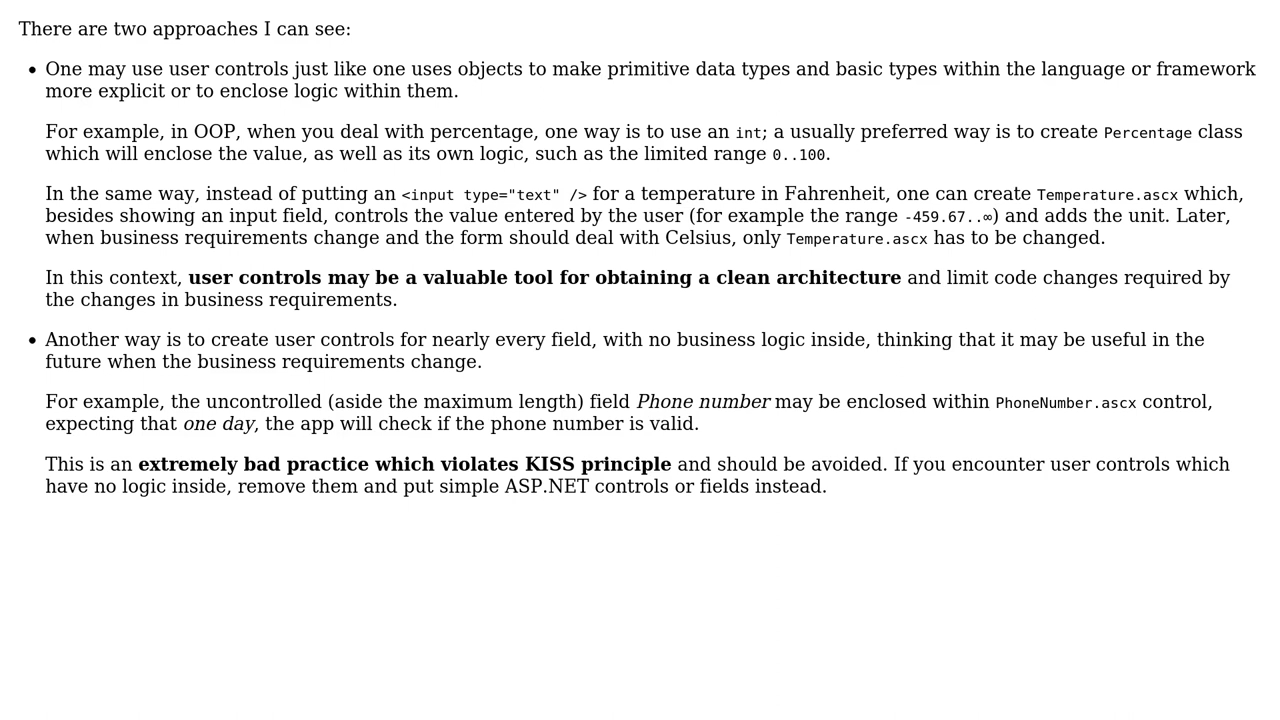 There are two approaches I can see:
• One may use user controls just like one uses objects to make primitive data types and basic types within the language or framework
more explicit or to enclose logic within them.
For example, in OOP, when you deal with percentage, one way is to use an int; a usually preferred way is to create Percentage class
which will enclose the value, as well as its own logic, such as the limited range 0..100.
In the same way, instead of putting an <input type="text" /> for a temperature in Fahrenheit, one can create Temperature.ascx which,
besides showing an input field, controls the value entered by the user (for example the range -459.67..∞) and adds the unit. Later,
when business requirements change and the form should deal with Celsius, only Temperature.ascx has to be changed.
In this context, user controls may be a valuable tool for obtaining a clean architecture and limit code changes required by
the changes in business requirements.
• Another way is to create user controls for nearly every field, with no business logic inside, thinking that it may be useful in the
future when the business requirements change.
For example, the uncontrolled (aside the maximum length) field Phone number may be enclosed within PhoneNumber.ascx control,
expecting that one day, the app will check if the phone number is valid.
This is an extremely bad practice which violates KISS principle and should be avoided. If you encounter user controls which
have no logic inside, remove them and put simple ASP.NET controls or fields instead.